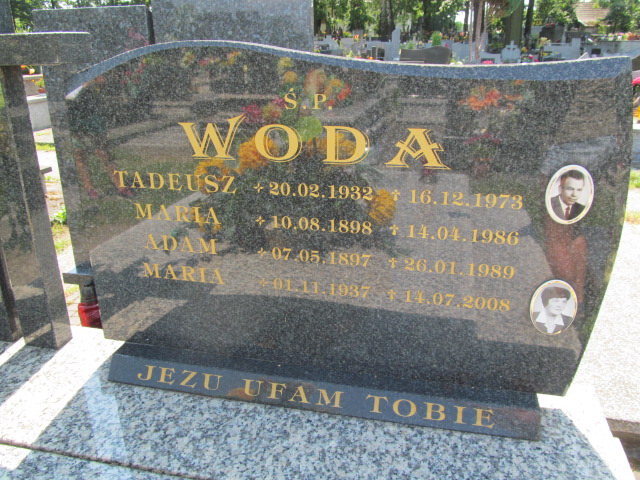 Ś.P.
WODA
TADEUSZ + 20.02.1932 † 16.12.1973
MARIA + 10.08.1898 † 14.04.1986
ADAM + 07.05.1897 † 26.01.1989
MARIA + 01.11.1937 † 14.07.2008
JEZU UFAM TOBIE